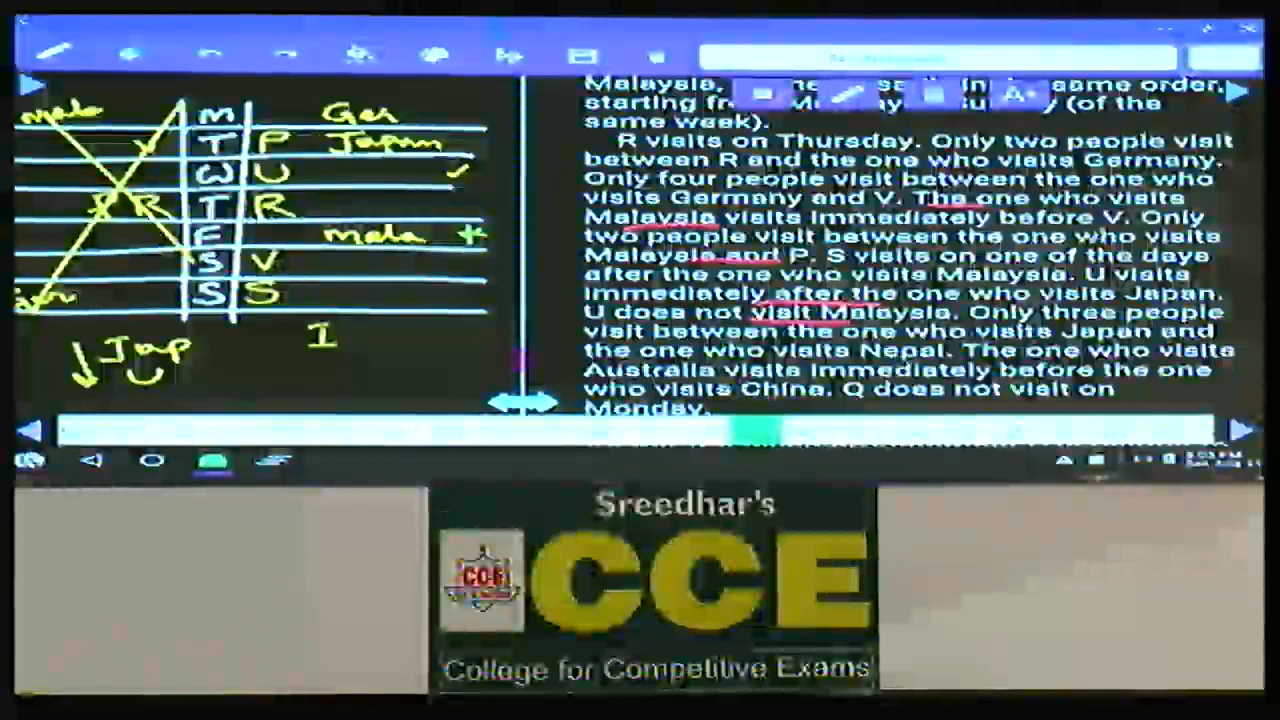 Mala
M Ger
T P Japan
W U ✓
T R
R
F Mala *
S V
S S
Jap
I
Malaysia, same order,
starting
same week).
R visits on Thursday. Only two people visit
between R and the one who visits Germany.
Only four people visit between the one who
visits Germany and V. The one who visits
Malaysia visits immediately before V. Only
two people visit between the one who visits
Malaysia and P. S visits on one of the days
after the one who visits Malaysia. U visits
immediately after the one who visits Japan.
U does not visit Malaysia. Only three people
visit between the one who visits Japan and
the one who visits Nepal. The one who visits
Australia visits immediately before the one
who visits China. Q does not visit on
Monday.
Sreedhar's
CCE
CCE
College for Competitive Exams